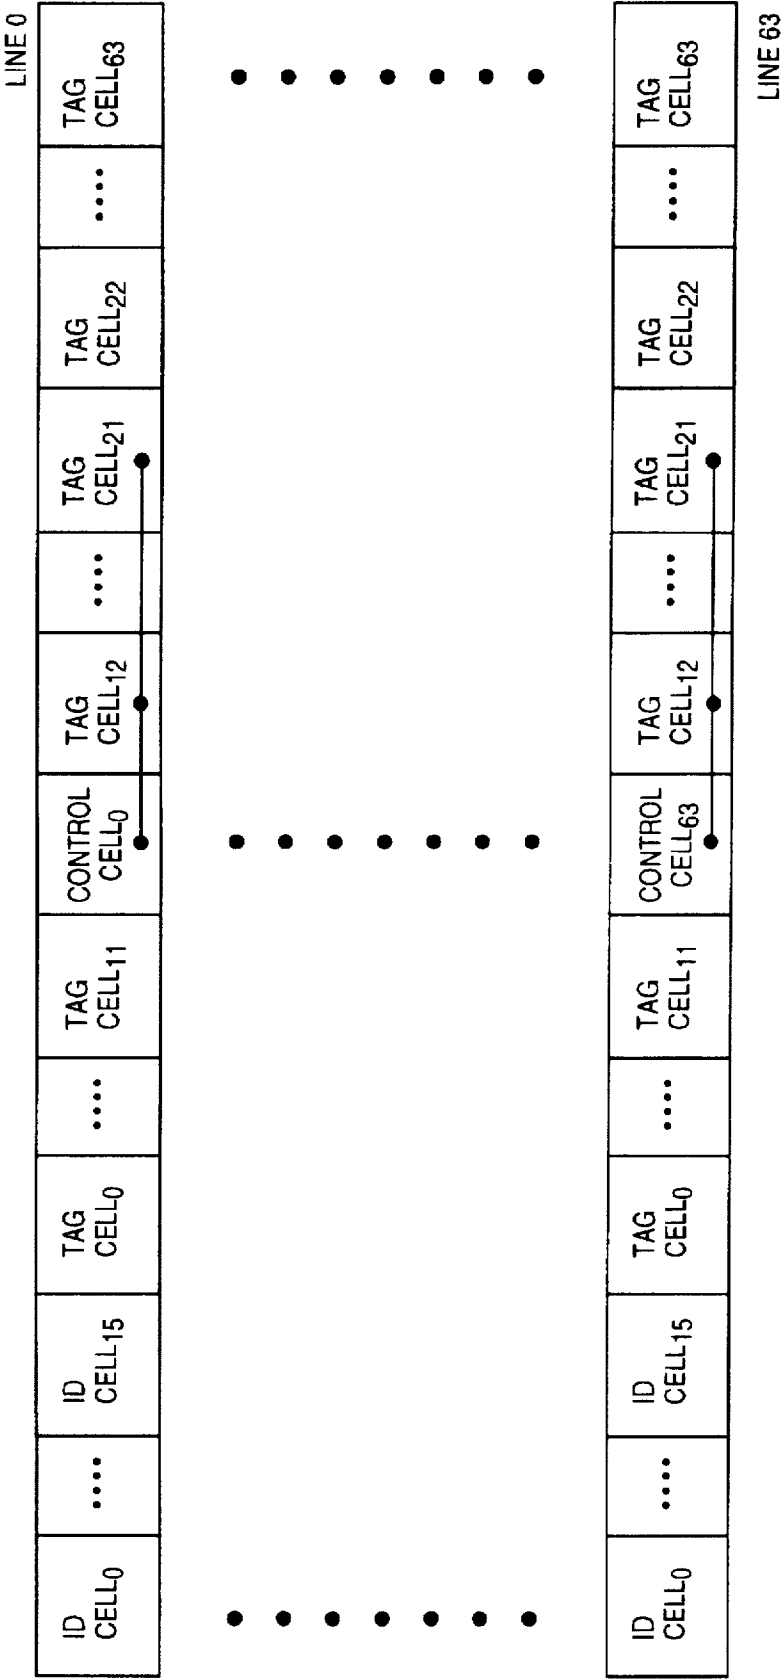 LINE 0
ID
CELL0
....
ID
CELL15
TAG
CELL0
....
TAG
CELL11
CONTROL
CELL0
TAG
CELL12
....
TAG
CELL21
TAG
CELL22
....
TAG
CELL63
ID
CELL0
....
ID
CELL15
TAG
CELL0
....
TAG
CELL11
CONTROL
CELL63
TAG
CELL12
....
TAG
CELL21
TAG
CELL22
....
TAG
CELL63
LINE 63